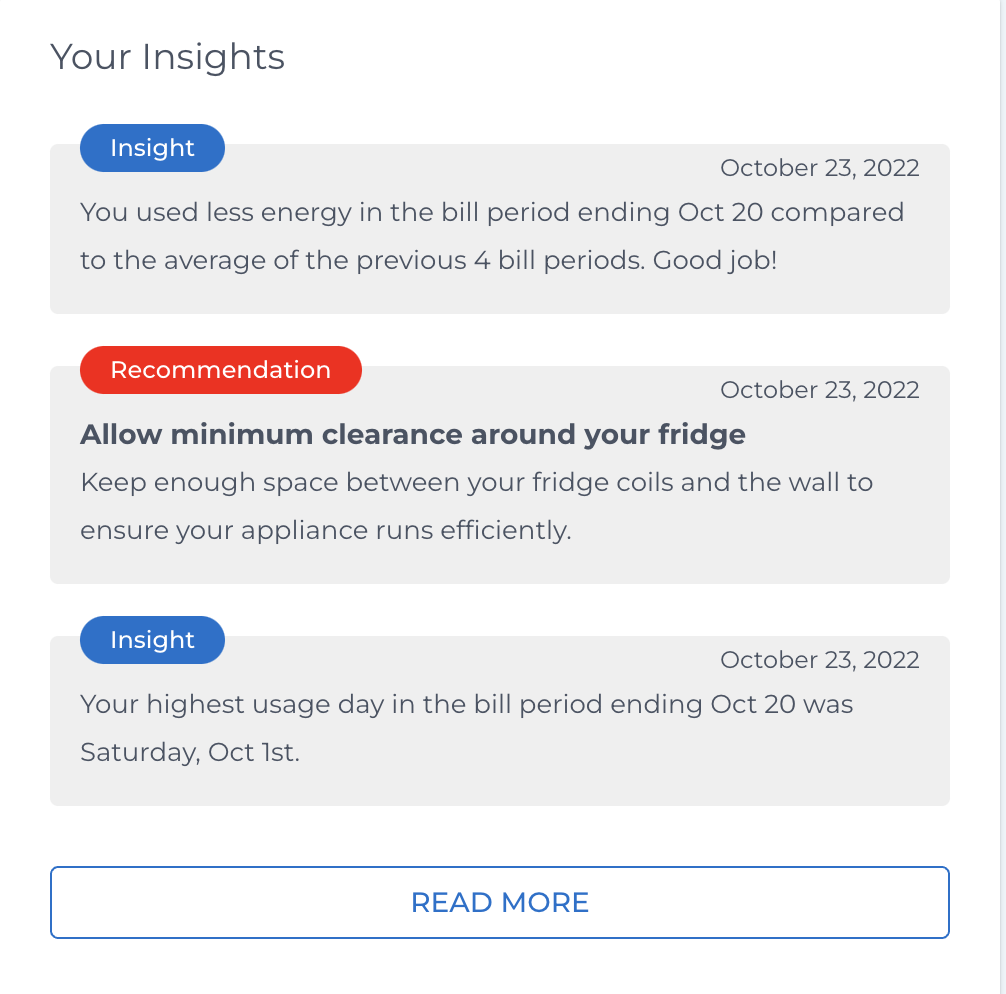 Your Insights
Insight
October 23, 2022
You used less energy in the bill period ending Oct 20 compared
to the average of the previous 4 bill periods. Good job!
Recommendation
October 23, 2022
Allow minimum clearance around your fridge
Keep enough space between your fridge coils and the wall to
ensure your appliance runs efficiently.
Insight
October 23, 2022
Your highest usage day in the bill period ending Oct 20 was
Saturday, Oct 1st.
READ MORE